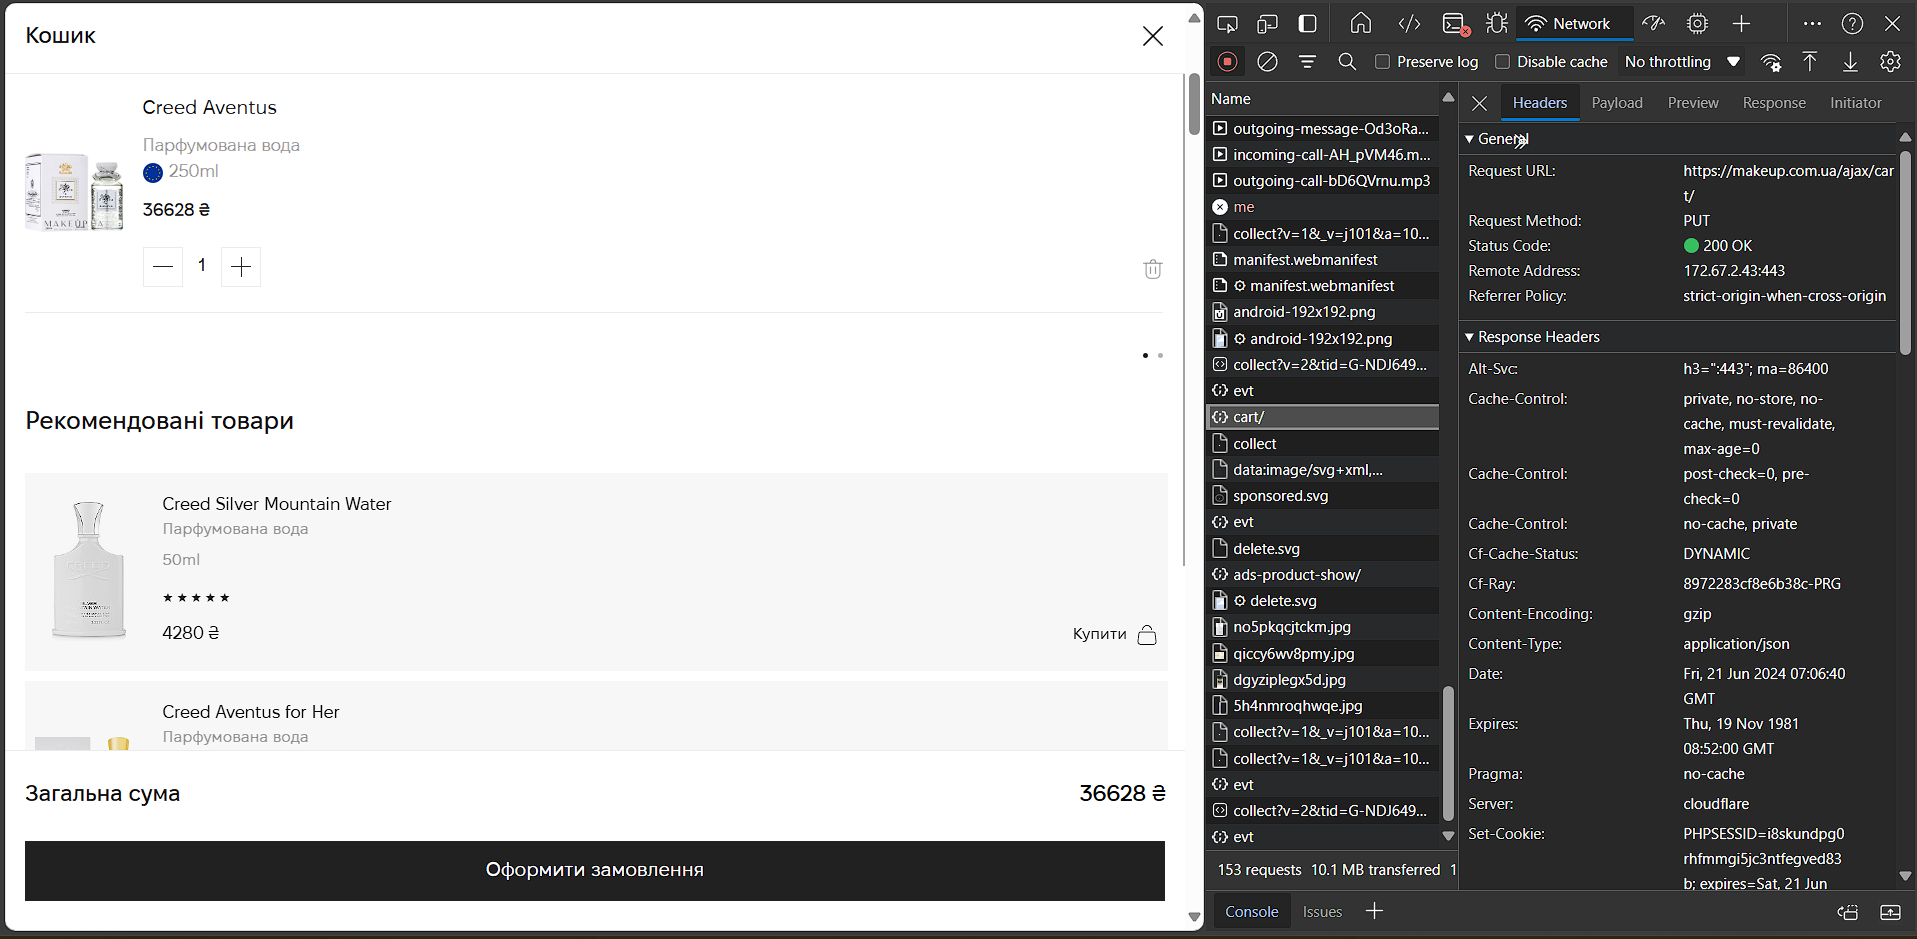 Кошик
Creed Aventus
Парфумована вода
250ml
36628 ₴
1
MAKEUP
Рекомендовані товари
Creed Silver Mountain Water
Парфумована вода
50ml
4280 ₴
Купити
Creed Aventus for Her
Парфумована вода
Загальна сума
36628 ₴
Оформити замовлення
Network
Preserve log
Disable cache
No throttling
Name
outgoing-message-Od3oRa...
incoming-call-AH_pVM46.m...
outgoing-call-bD6QVrnu.mp3
me
collect?v=1&_v=j101&a=10...
manifest.webmanifest
manifest.webmanifest
android-192x192.png
android-192x192.png
collect?v=2&tid=G-NDJ649...
evt
cart/
collect
data:image/svg+xml,...
sponsored.svg
evt
delete.svg
ads-product-show/
delete.svg
no5pkqcjtckm.jpg
qiccy6wv8pmy.jpg
dgyziplegx5d.jpg
5h4nmroqhwqe.jpg
collect?v=1&_v=j101&a=10...
collect?v=1&_v=j101&a=10...
evt
collect?v=2&tid=G-NDJ649...
evt
153 requests 10.1 MB transferred 1
Headers Payload Preview Response Initiator
General
Request URL: https://makeup.com.ua/ajax/car
t/
Request Method: PUT
Status Code: 200 OK
Remote Address: 172.67.2.43:443
Referrer Policy: strict-origin-when-cross-origin
Response Headers
Alt-Svc: h3=":443"; ma=86400
Cache-Control: private, no-store, no-
cache, must-revalidate,
max-age=0
Cache-Control: post-check=0, pre-
check=0
Cache-Control: no-cache, private
Cf-Cache-Status: DYNAMIC
Cf-Ray: 8972283cf8e6b38c-PRG
Content-Encoding: gzip
Content-Type: application/json
Date: Fri, 21 Jun 2024 07:06:40
GMT
Expires: Thu, 19 Nov 1981
08:52:00 GMT
Pragma: no-cache
Server: cloudflare
Set-Cookie: PHPSESSID=i8skundpg0
rhfmmgi5jc3ntfegved83
b; expires=Sat, 21 Jun
Console Issues